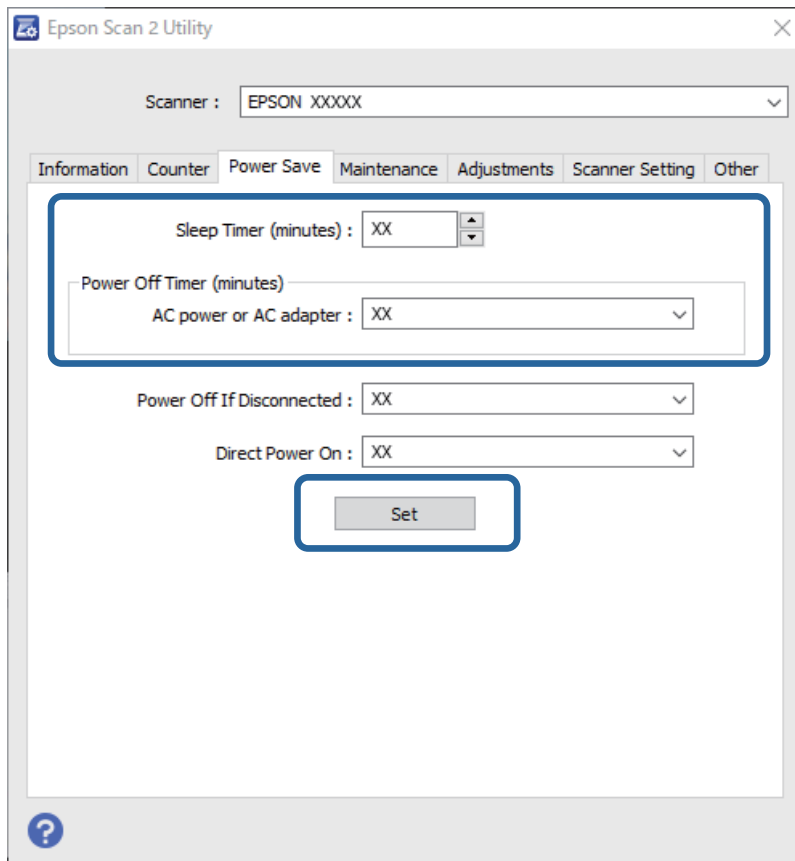 Epson Scan 2 Utility
Scanner : EPSON XXXXX
Information Counter Power Save Maintenance Adjustments Scanner Setting Other
Sleep Timer (minutes) : XX
Power Off Timer (minutes)
AC power or AC adapter : XX
Power Off If Disconnected : XX
Direct Power On : XX
Set
?